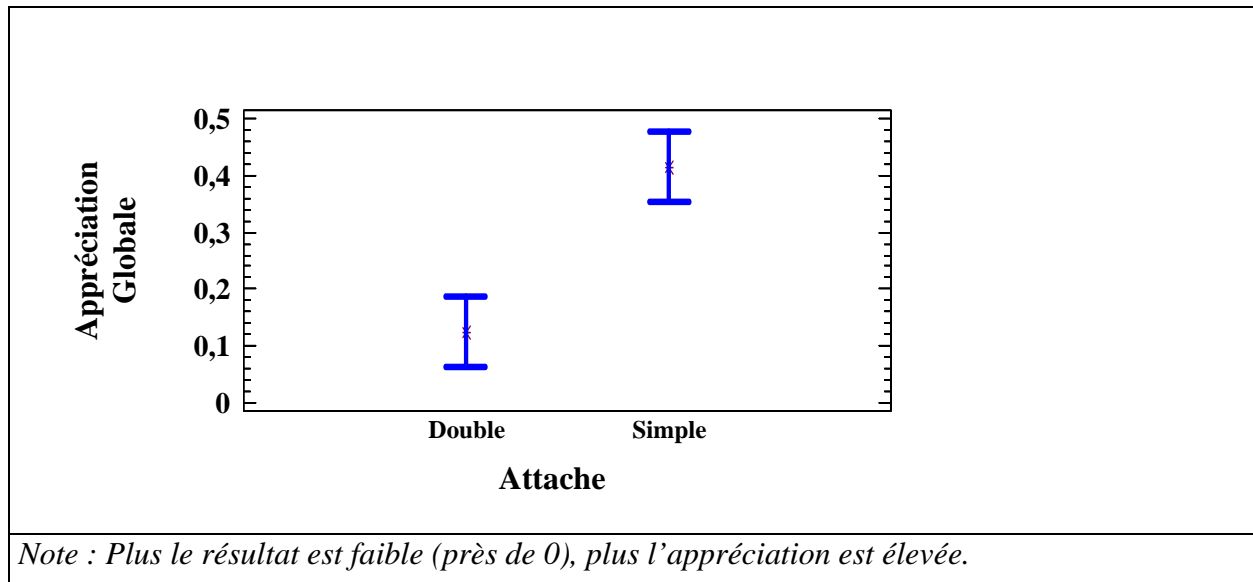 0,5
0,4
0,3
0,2
0,1
0
Appréciation
Globale
Double Simple
Attache
Note : Plus le résultat est faible (près de 0), plus l’appréciation est élevée.